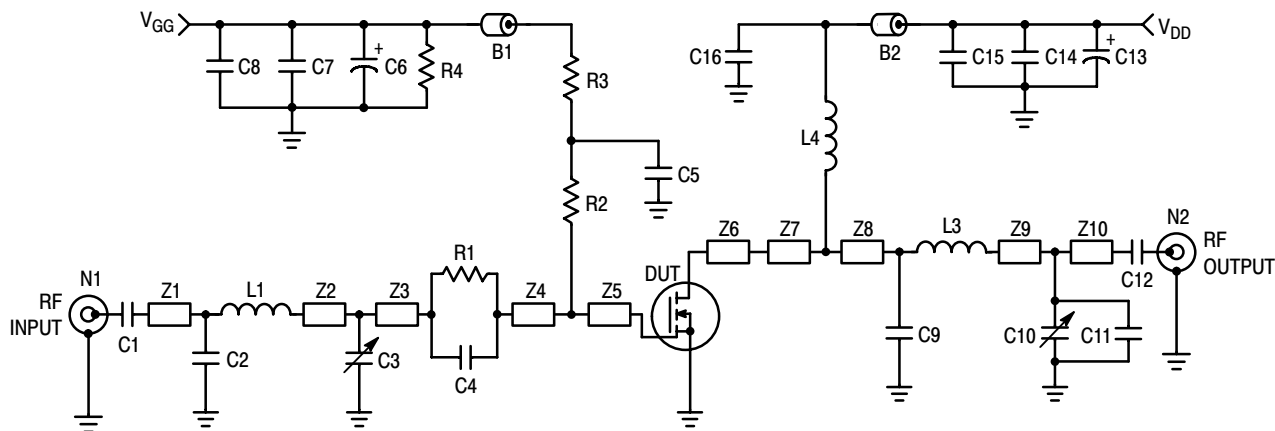 VGG
B1
B2
VDD
C8
C7
+
C6
R4
R3
C16
C15
C14
+
C13
L4
C5
R2
N2
RF
OUTPUT
Z6
Z7
Z8
L3
Z9
Z10
C12
R1
DUT
N1
RF
INPUT
Z1
L1
Z2
Z3
Z4
Z5
C1
C2
C3
C4
C9
C10
C11